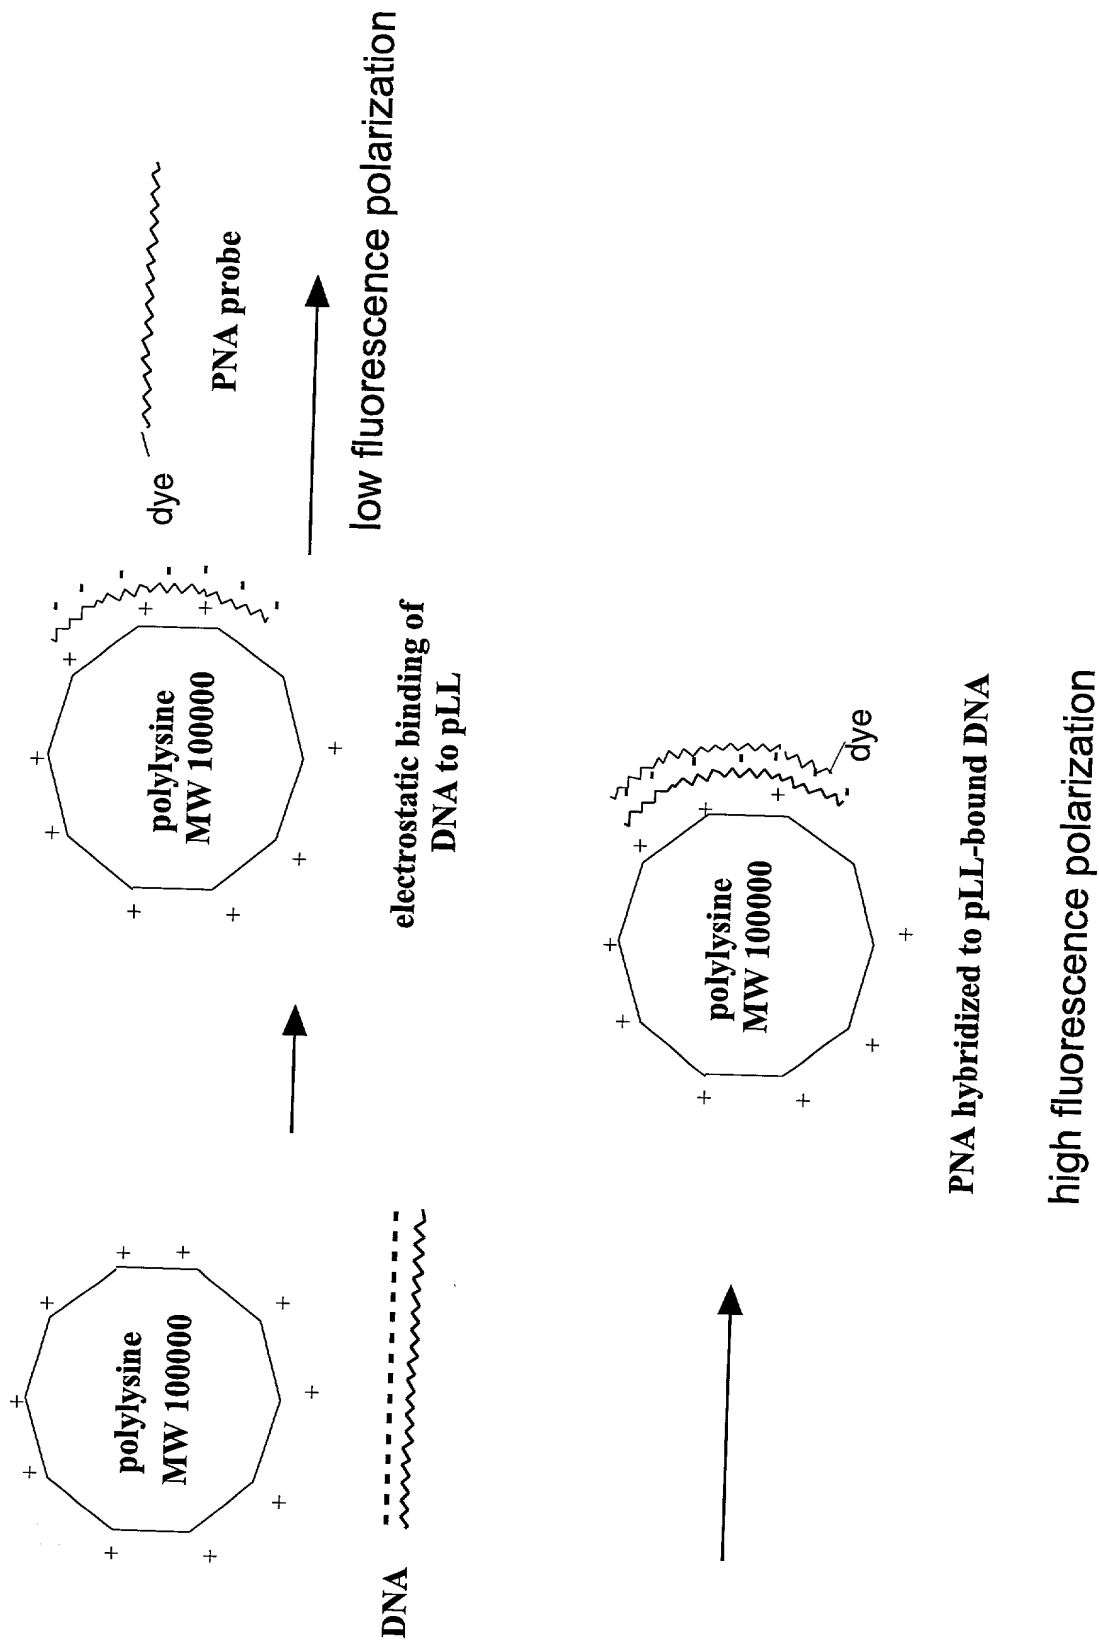 polylysine
MW 100000
DNA
polylysine
MW 100000
electrostatic binding of
DNA to pLL
dye
PNA probe
low fluorescence polarization
polylysine
MW 100000
dye
PNA hybridized to pLL-bound DNA
high fluorescence polarization